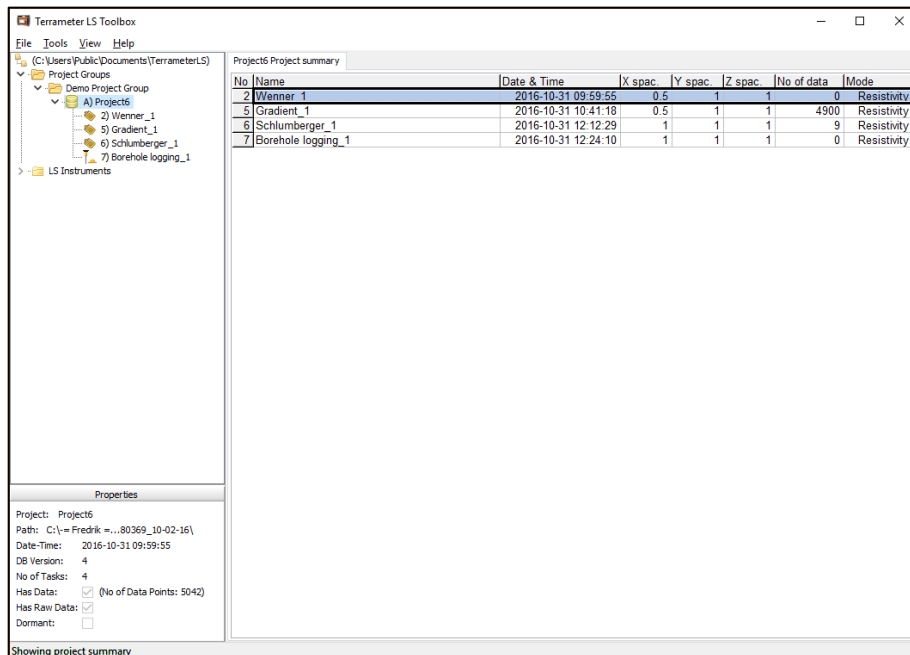 Terrameter LS Toolbox
File Tools View Help
(C:\Users\Public\Documents\TerrameterLS)
Project Groups
Demo Project Group
A) Project6
2) Wenner_1
5) Gradient_1
6) Schlumberger_1
7) Borehole logging_1
LS Instruments
Project6 Project summary
No Name Date & Time X spac. Y spac. Z spac. No of data Mode
2 Wenner_1 2016-10-31 09:59:55 0.5 1 1 0 Resistivity
5 Gradient_1 2016-10-31 10:41:18 0.5 1 1 4900 Resistivity
6 Schlumberger_1 2016-10-31 12:12:29 1 1 1 9 Resistivity
7 Borehole logging_1 2016-10-31 12:24:10 1 1 1 0 Resistivity
Properties
Project: Project6
Path: C:\-= Fredrik =...80369_10-02-16\
Date-Time: 2016-10-31 09:59:55
DB Version: 4
No of Tasks: 4
Has Data: (No of Data Points: 5042)
Has Raw Data:
Dormant:
Showing project summary